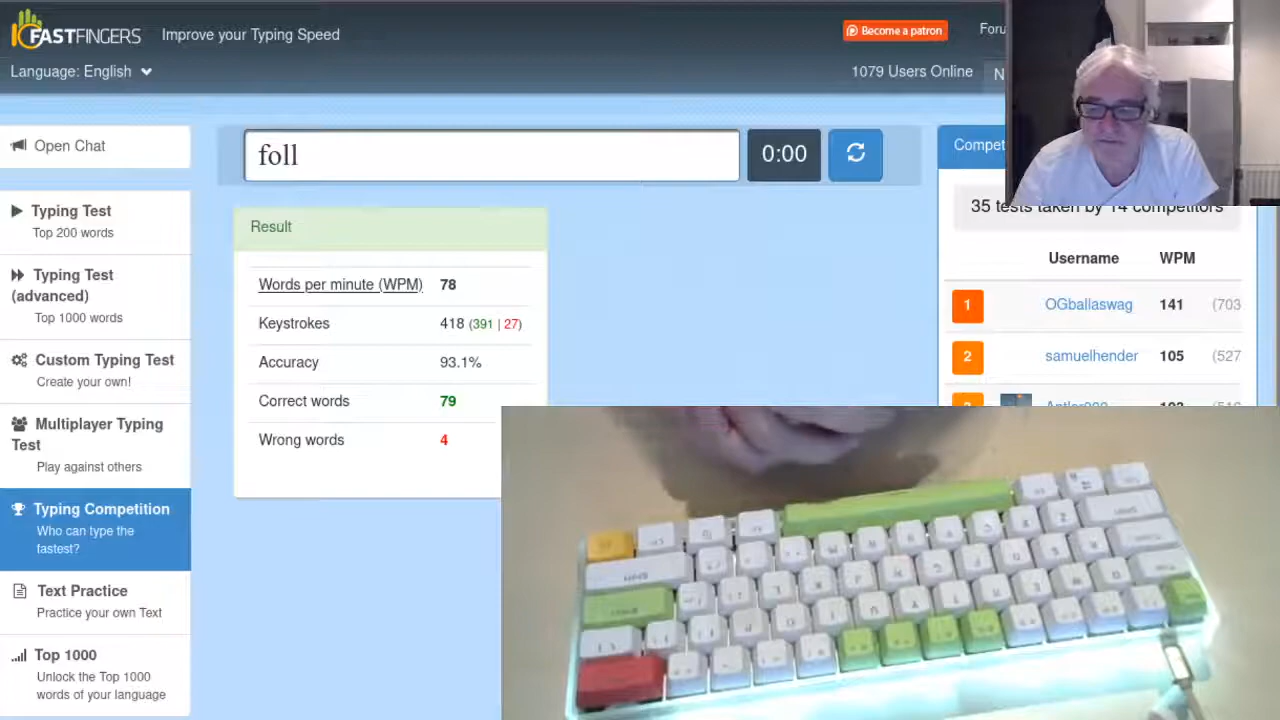 FASTFINGERS
Improve your Typing Speed
Become a patron
Foru
Language: English
1079 Users Online
N
Open Chat
foll
0:00
Compet
Typing Test
Top 200 words
Result
35 tests taken by 14 competitors
Typing Test
(advanced)
Top 1000 words
Words per minute (WPM) 78
Keystrokes 418 (391 | 27)
Accuracy 93.1%
Correct words 79
Wrong words 4
Username WPM
1 OGballaswag 141 (703
2 samuelhender 105 (527
Custom Typing Test
Create your own!
Multiplayer Typing
Test
Play against others
Typing Competition
Who can type the
fastest?
Text Practice
Practice your own Text
Top 1000
Unlock the Top 1000
words of your language